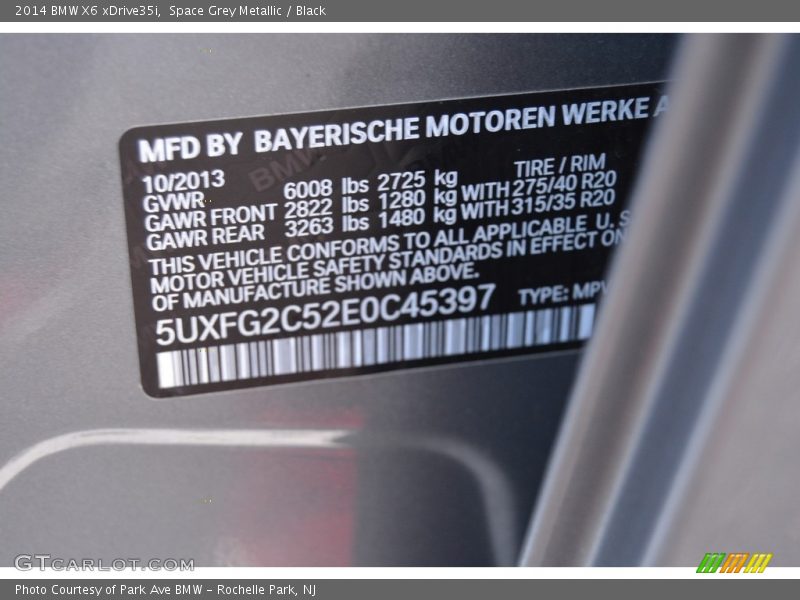 2014 BMW X6 xDrive35i, Space Grey Metallic / Black
MFD BY BAYERISCHE MOTOREN WERKE A
10/2013 TIRE / RIM
GVWR 6008 lbs 2725 kg
GAWR FRONT 2822 lbs 1280 kg WITH 275/40 R20
GAWR REAR 3263 lbs 1480 kg WITH 315/35 R20
THIS VEHICLE CONFORMS TO ALL APPLICABLE U. S
MOTOR VEHICLE SAFETY STANDARDS IN EFFECT ON
OF MANUFACTURE SHOWN ABOVE.
5UXFG2C52E0C45397 TYPE: MPV
GTCARLOT.COM
Photo Courtesy of Park Ave BMW - Rochelle Park, NJ